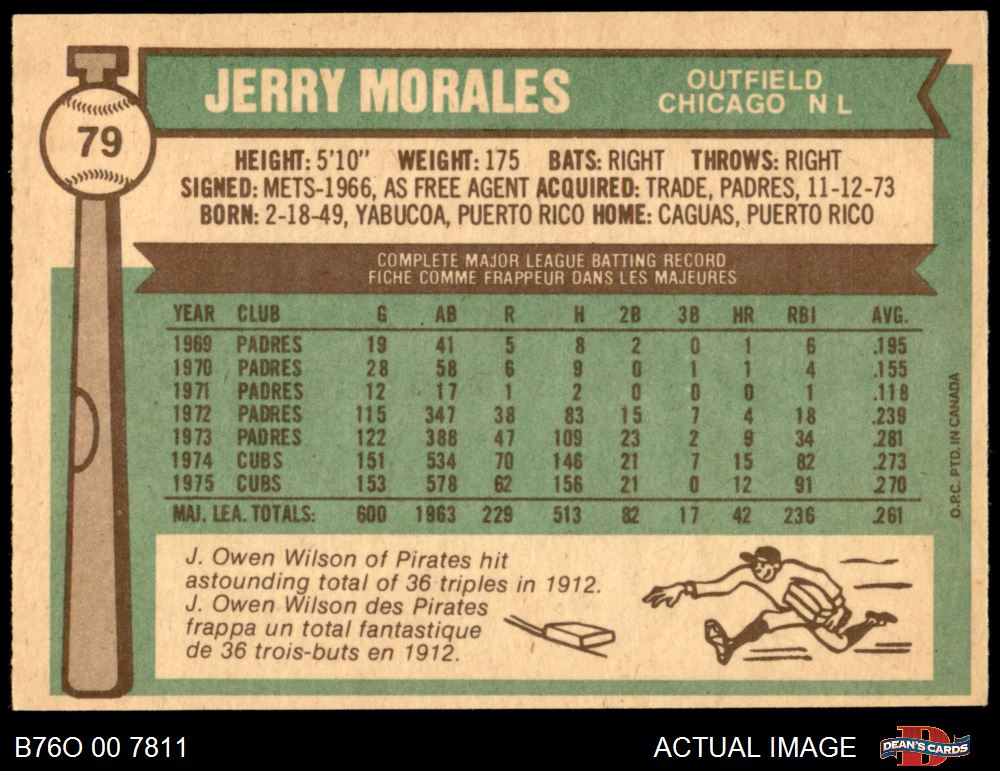 JERRY MORALES
OUTFIELD
CHICAGO N L
79
HEIGHT: 5'10" WEIGHT: 175 BATS: RIGHT THROWS: RIGHT
SIGNED: METS-1966, AS FREE AGENT ACQUIRED: TRADE, PADRES, 11-12-73
BORN: 2-18-49, YABUCOA, PUERTO RICO HOME: CAGUAS, PUERTO RICO
COMPLETE MAJOR LEAGUE BATTING RECORD
FICHE COMME FRAPPEUR DANS LES MAJEURES
YEAR CLUB G AB R H 2B 3B HR RBI AVG.
1969 PADRES 19 41 5 8 2 0 1 6 .195
1970 PADRES 28 58 6 9 0 1 1 4 .155
1971 PADRES 12 17 1 2 0 0 0 1 .118
1972 PADRES 115 347 38 83 15 7 4 18 .239
1973 PADRES 122 388 47 109 23 2 9 34 .281
1974 CUBS 151 534 70 146 21 7 15 82 .273
1975 CUBS 153 578 62 156 21 0 12 91 .270
MAJ. LEA. TOTALS: 600 1963 229 513 82 17 42 236 .261
O.P.C. PTD. IN CANADA
J. Owen Wilson of Pirates hit
astounding total of 36 triples in 1912.
J. Owen Wilson des Pirates
frappa un total fantastique
de 36 trois-buts en 1912.
B76O 00 7811
ACTUAL IMAGE
DEAN'S CARDS